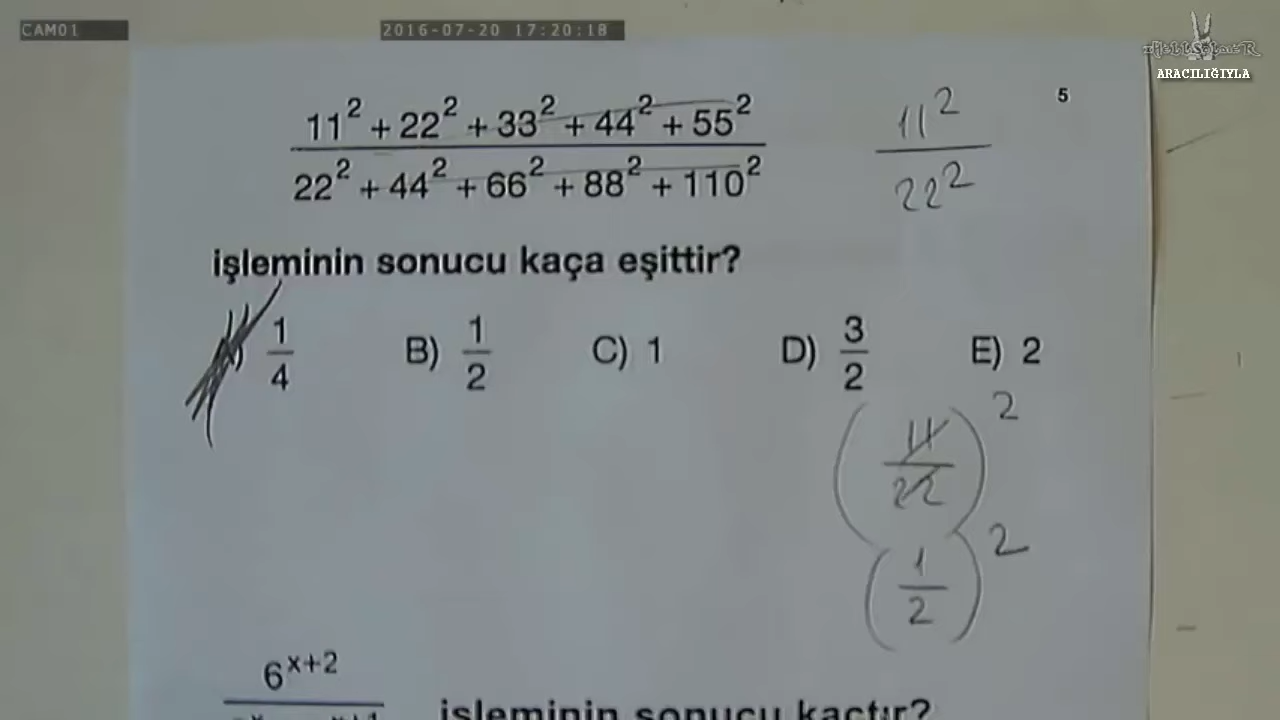 CAM01 2016-07-20 17:20:18
ARACILIĞIYLA
5
11² + 22² + 33² + 44² + 55²
22² + 44² + 66² + 88² + 110²
11²
22²
işleminin sonucu kaça eşittir?
1/4 B) 1/2 C) 1 D) 3/2 E) 2
(11/22)²
(1/2)²
6^(x+2)
işleminin sonucu kaçtır?